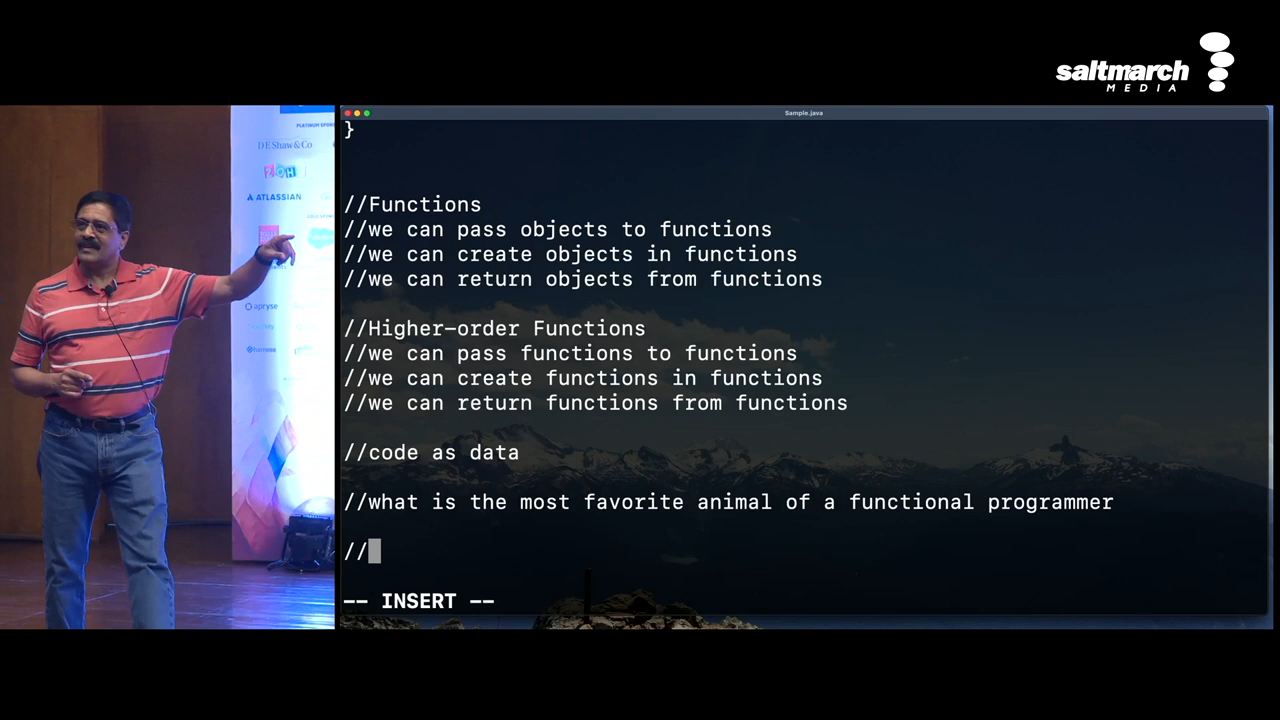 saltmarch
MEDIA
PLATINUM
DE Shaw & Co
ZOH
ATLASSIAN
apryse
Sample.java
}
//Functions
//we can pass objects to functions
//we can create objects in functions
//we can return objects from functions
//Higher-order Functions
//we can pass functions to functions
//we can create functions in functions
//we can return functions from functions
//code as data
//what is the most favorite animal of a functional programmer
//
-- INSERT --